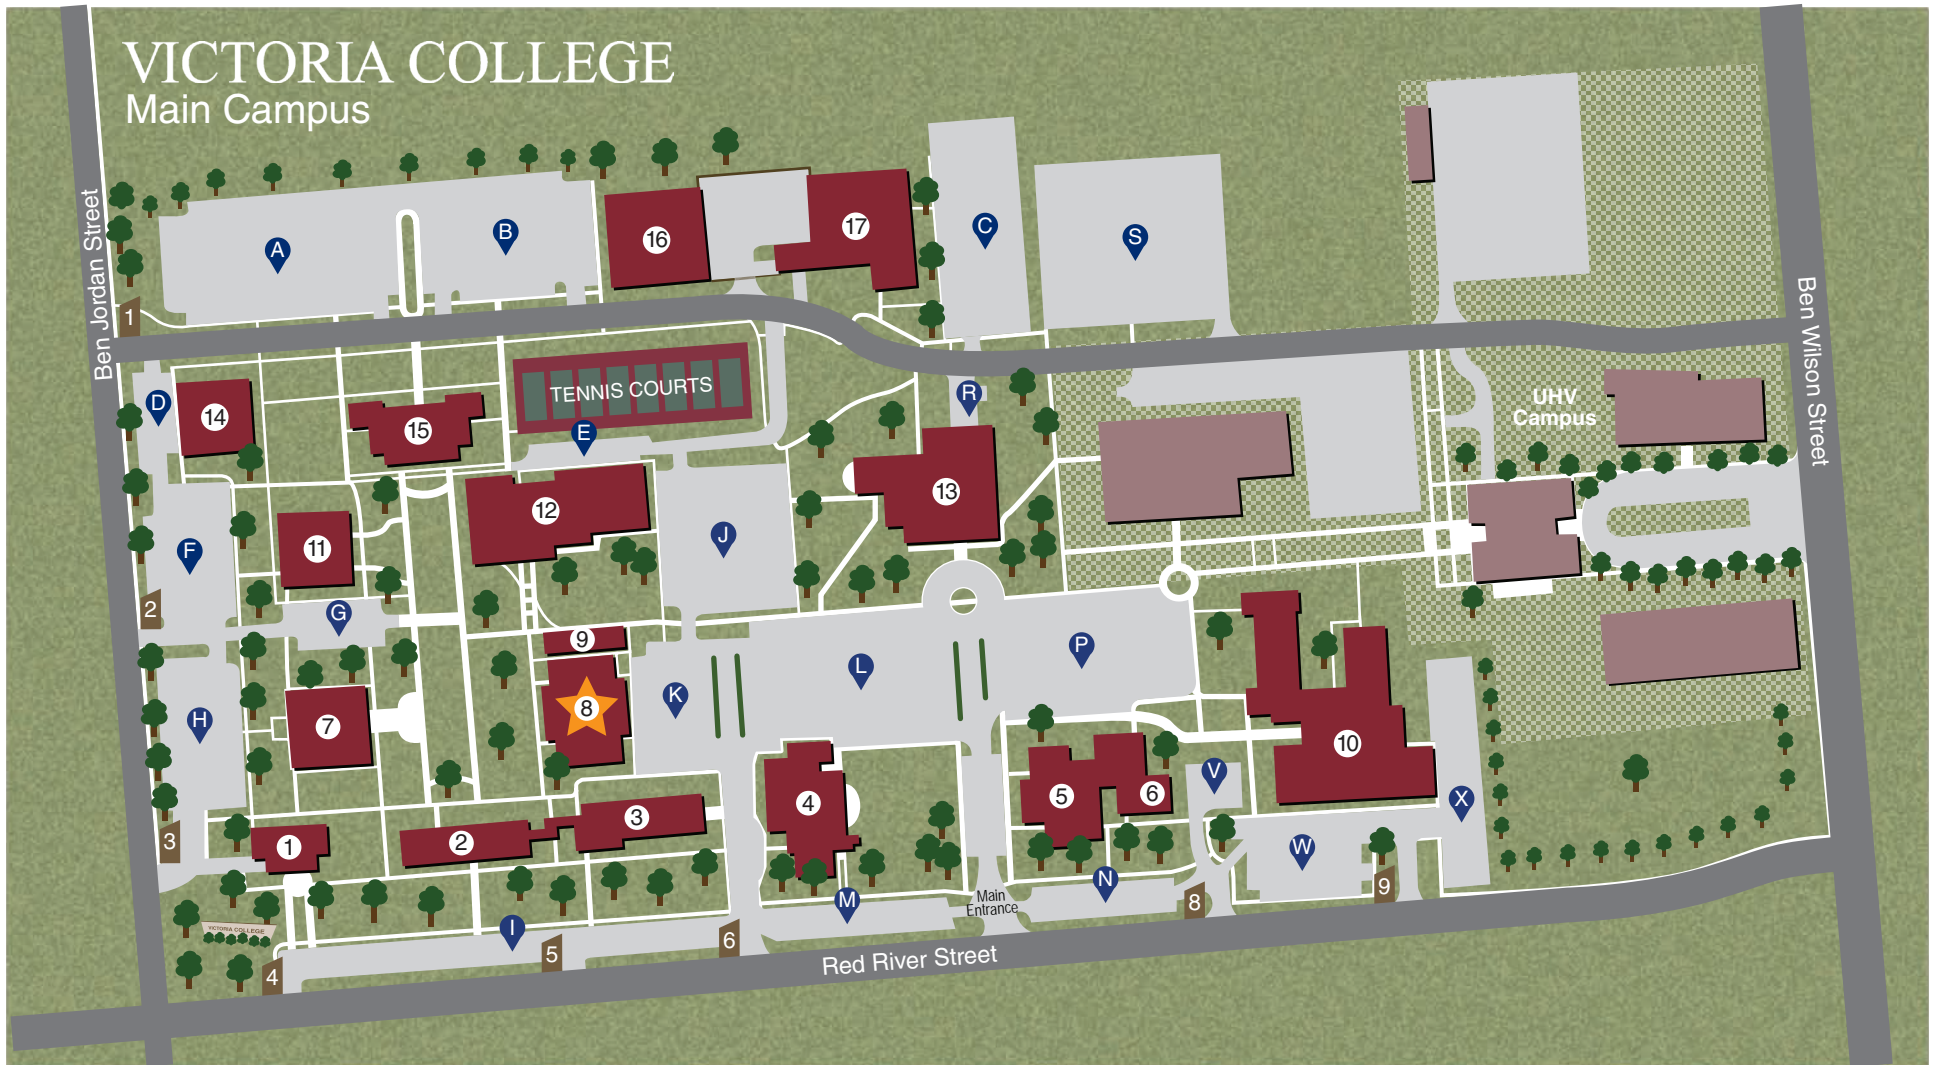 VICTORIA COLLEGE
Main Campus
Ben Jordan Street
Ben Wilson Street
A
B
16
17
C
S
1
D
14
15
TENNIS COURTS
E
R
UHV
Campus
F
11
12
J
13
2
G
9
H
7
8
K
L
P
10
3
1
2
3
4
5
6
V
X
W
VICTORIA COLLEGE
I
M
Main
Entrance
N
8
9
4
5
6
Red River Street